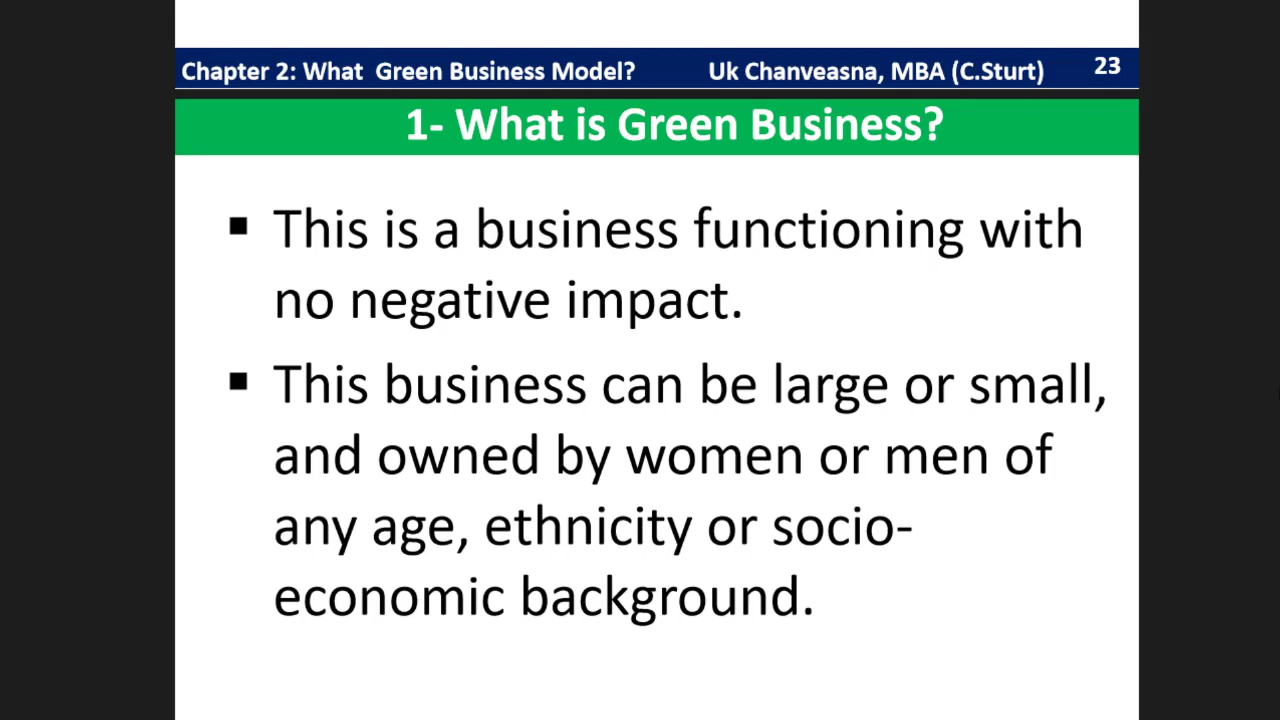 Chapter 2: What Green Business Model? Uk Chanveasna, MBA (C.Sturt) 23
1- What is Green Business?
▪ This is a business functioning with
no negative impact.
▪ This business can be large or small,
and owned by women or men of
any age, ethnicity or socio-
economic background.